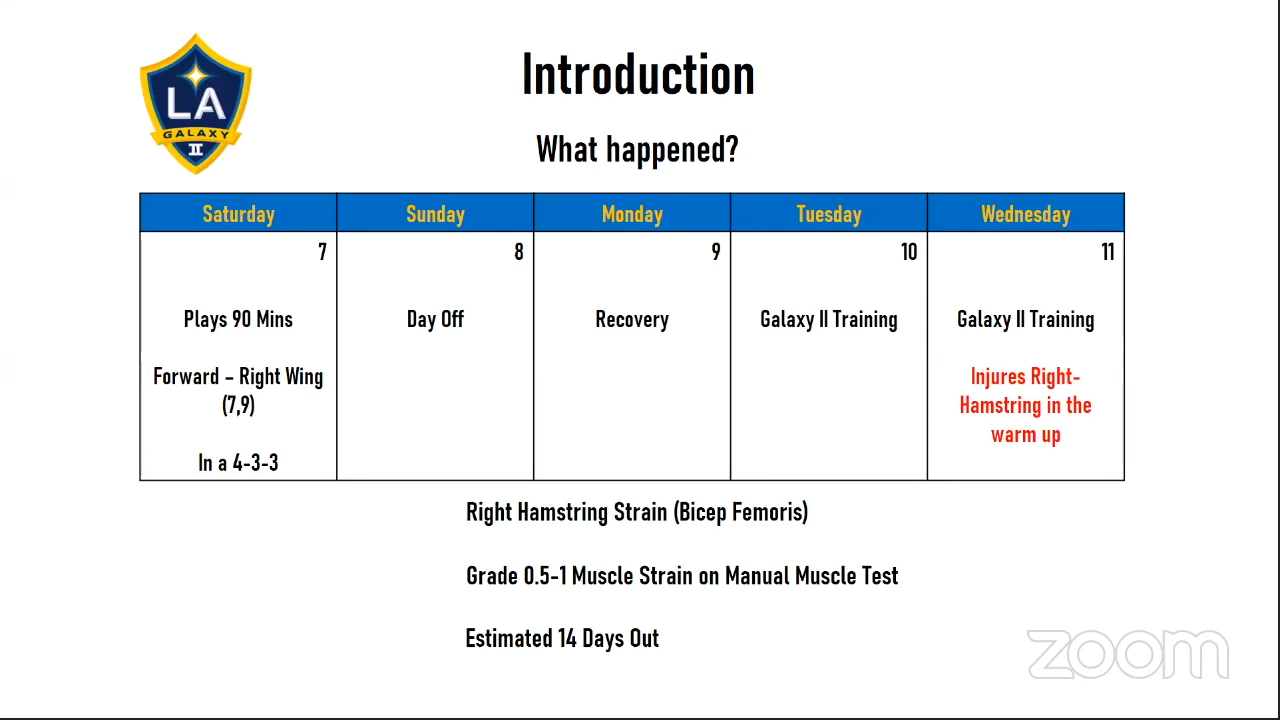 LA
GALAXY
II
Introduction
What happened?
Saturday
Sunday
Monday
Tuesday
Wednesday
7
8
9
10
11
Plays 90 Mins
Day Off
Recovery
Galaxy II Training
Galaxy II Training
Forward – Right Wing
(7,9)
In a 4-3-3
Injures Right-
Hamstring in the
warm up
Right Hamstring Strain (Bicep Femoris)
Grade 0.5-1 Muscle Strain on Manual Muscle Test
Estimated 14 Days Out
zoom